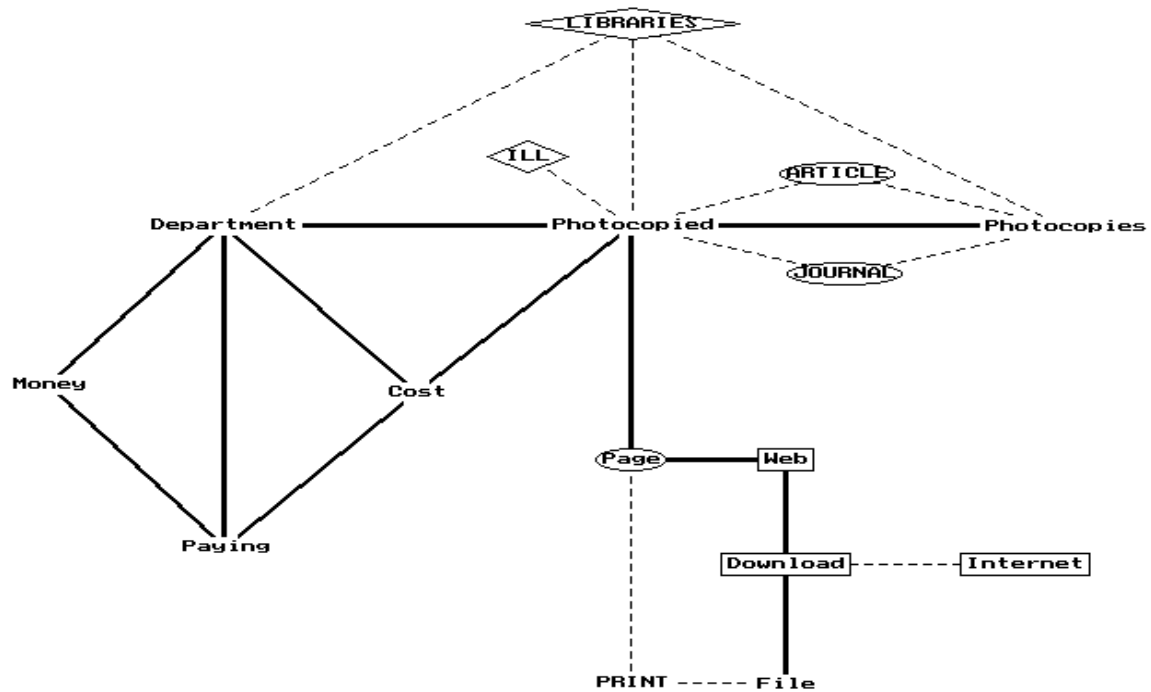 LIBRARIES
ILL
ARTICLE
Department
Photocopied
Photocopies
JOURNAL
Money
Cost
Page
Web
Paying
Download
Internet
PRINT
File